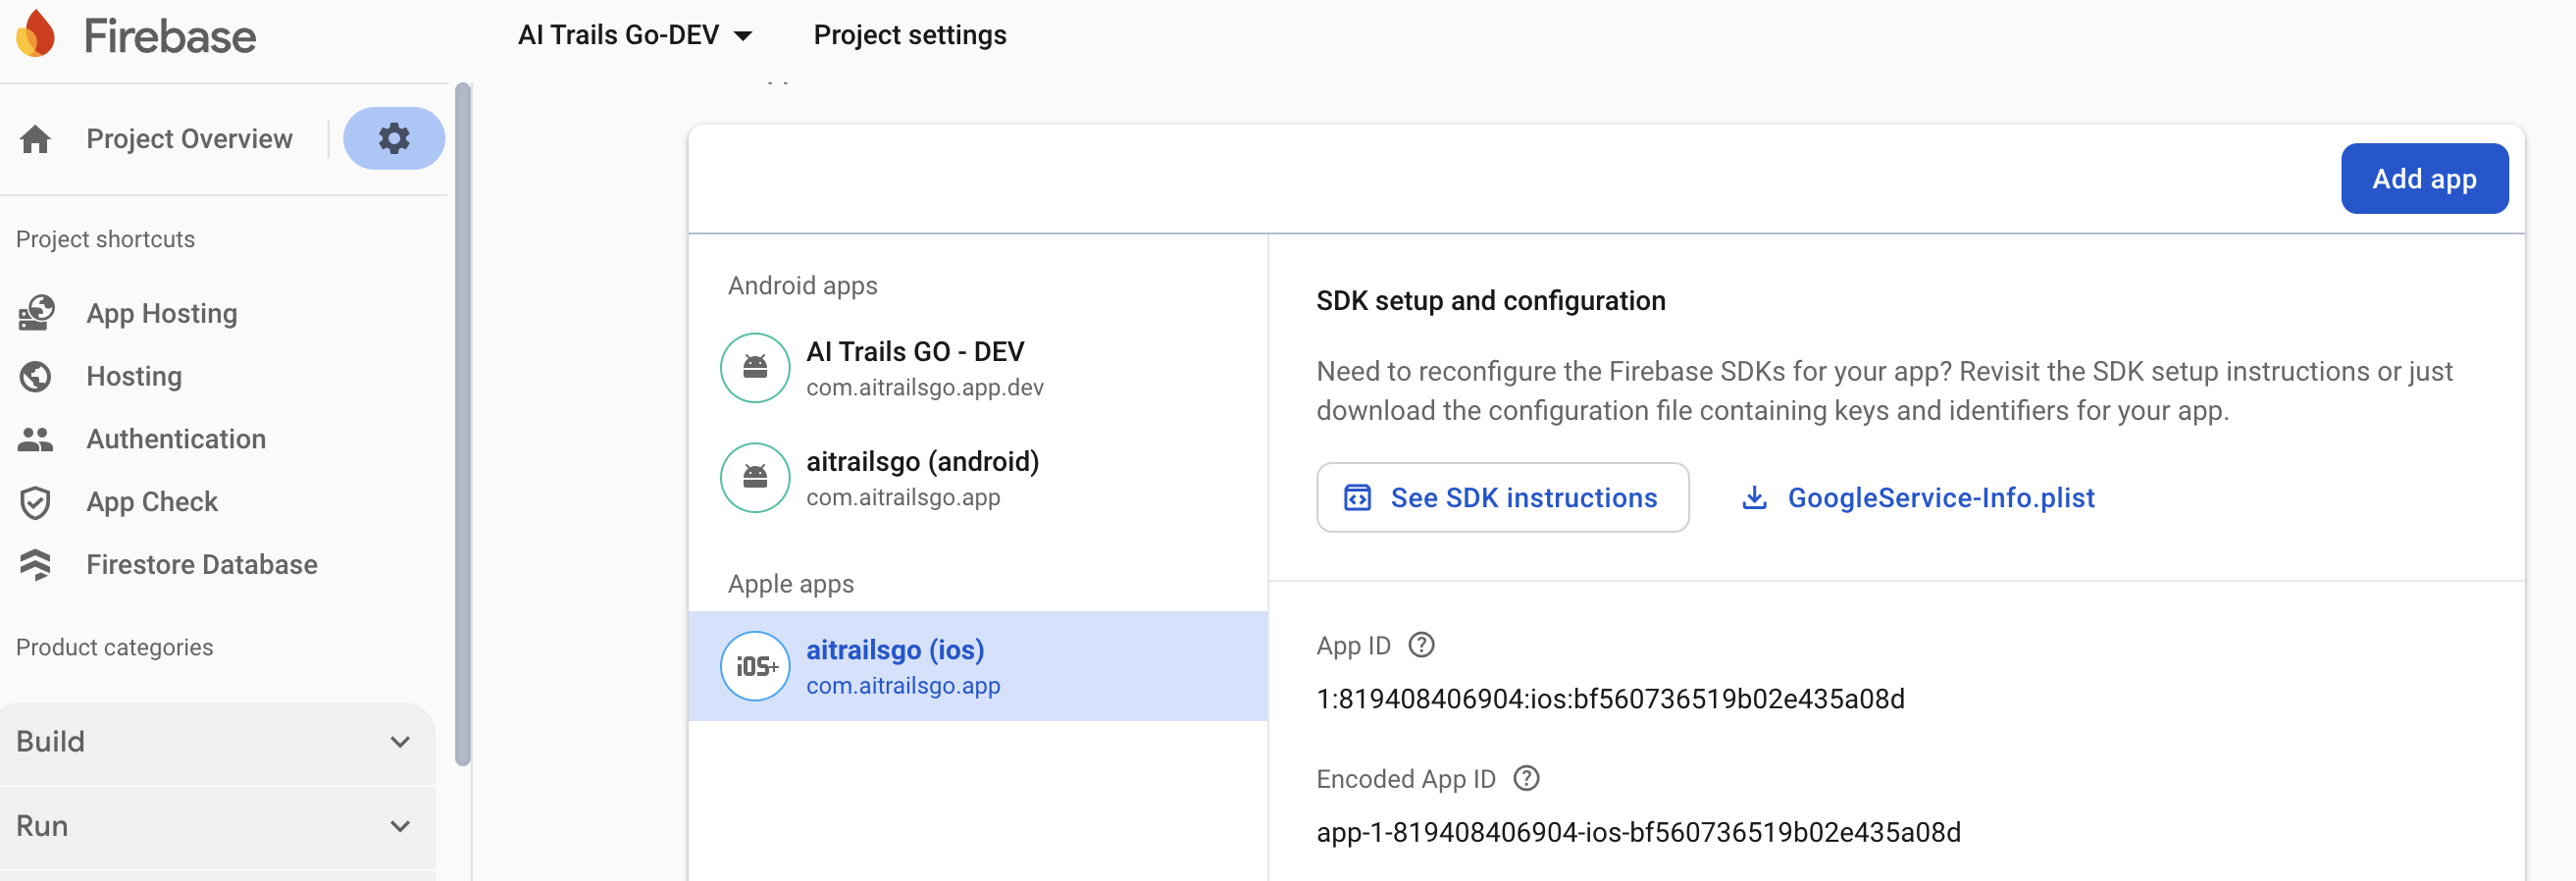 Firebase
AI Trails Go-DEV
Project settings
Project Overview
Project shortcuts
App Hosting
Hosting
Authentication
App Check
Firestore Database
Product categories
Build
Run
Add app
Android apps
AI Trails GO - DEV
com.aitrailsgo.app.dev
aitrailsgo (android)
com.aitrailsgo.app
Apple apps
iOS+
aitrailsgo (ios)
com.aitrailsgo.app
SDK setup and configuration
Need to reconfigure the Firebase SDKs for your app? Revisit the SDK setup instructions or just
download the configuration file containing keys and identifiers for your app.
See SDK instructions
GoogleService-Info.plist
App ID
1:819408406904:ios:bf560736519b02e435a08d
Encoded App ID
app-1-819408406904-ios-bf560736519b02e435a08d